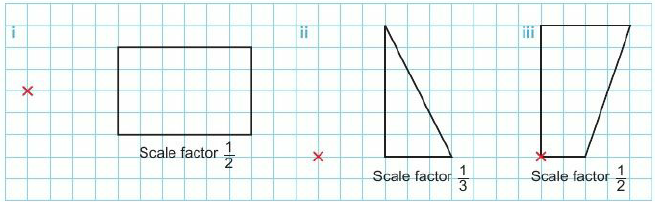 i
ii
iii
Scale factor 1/2
Scale factor 1/3
Scale factor 1/2